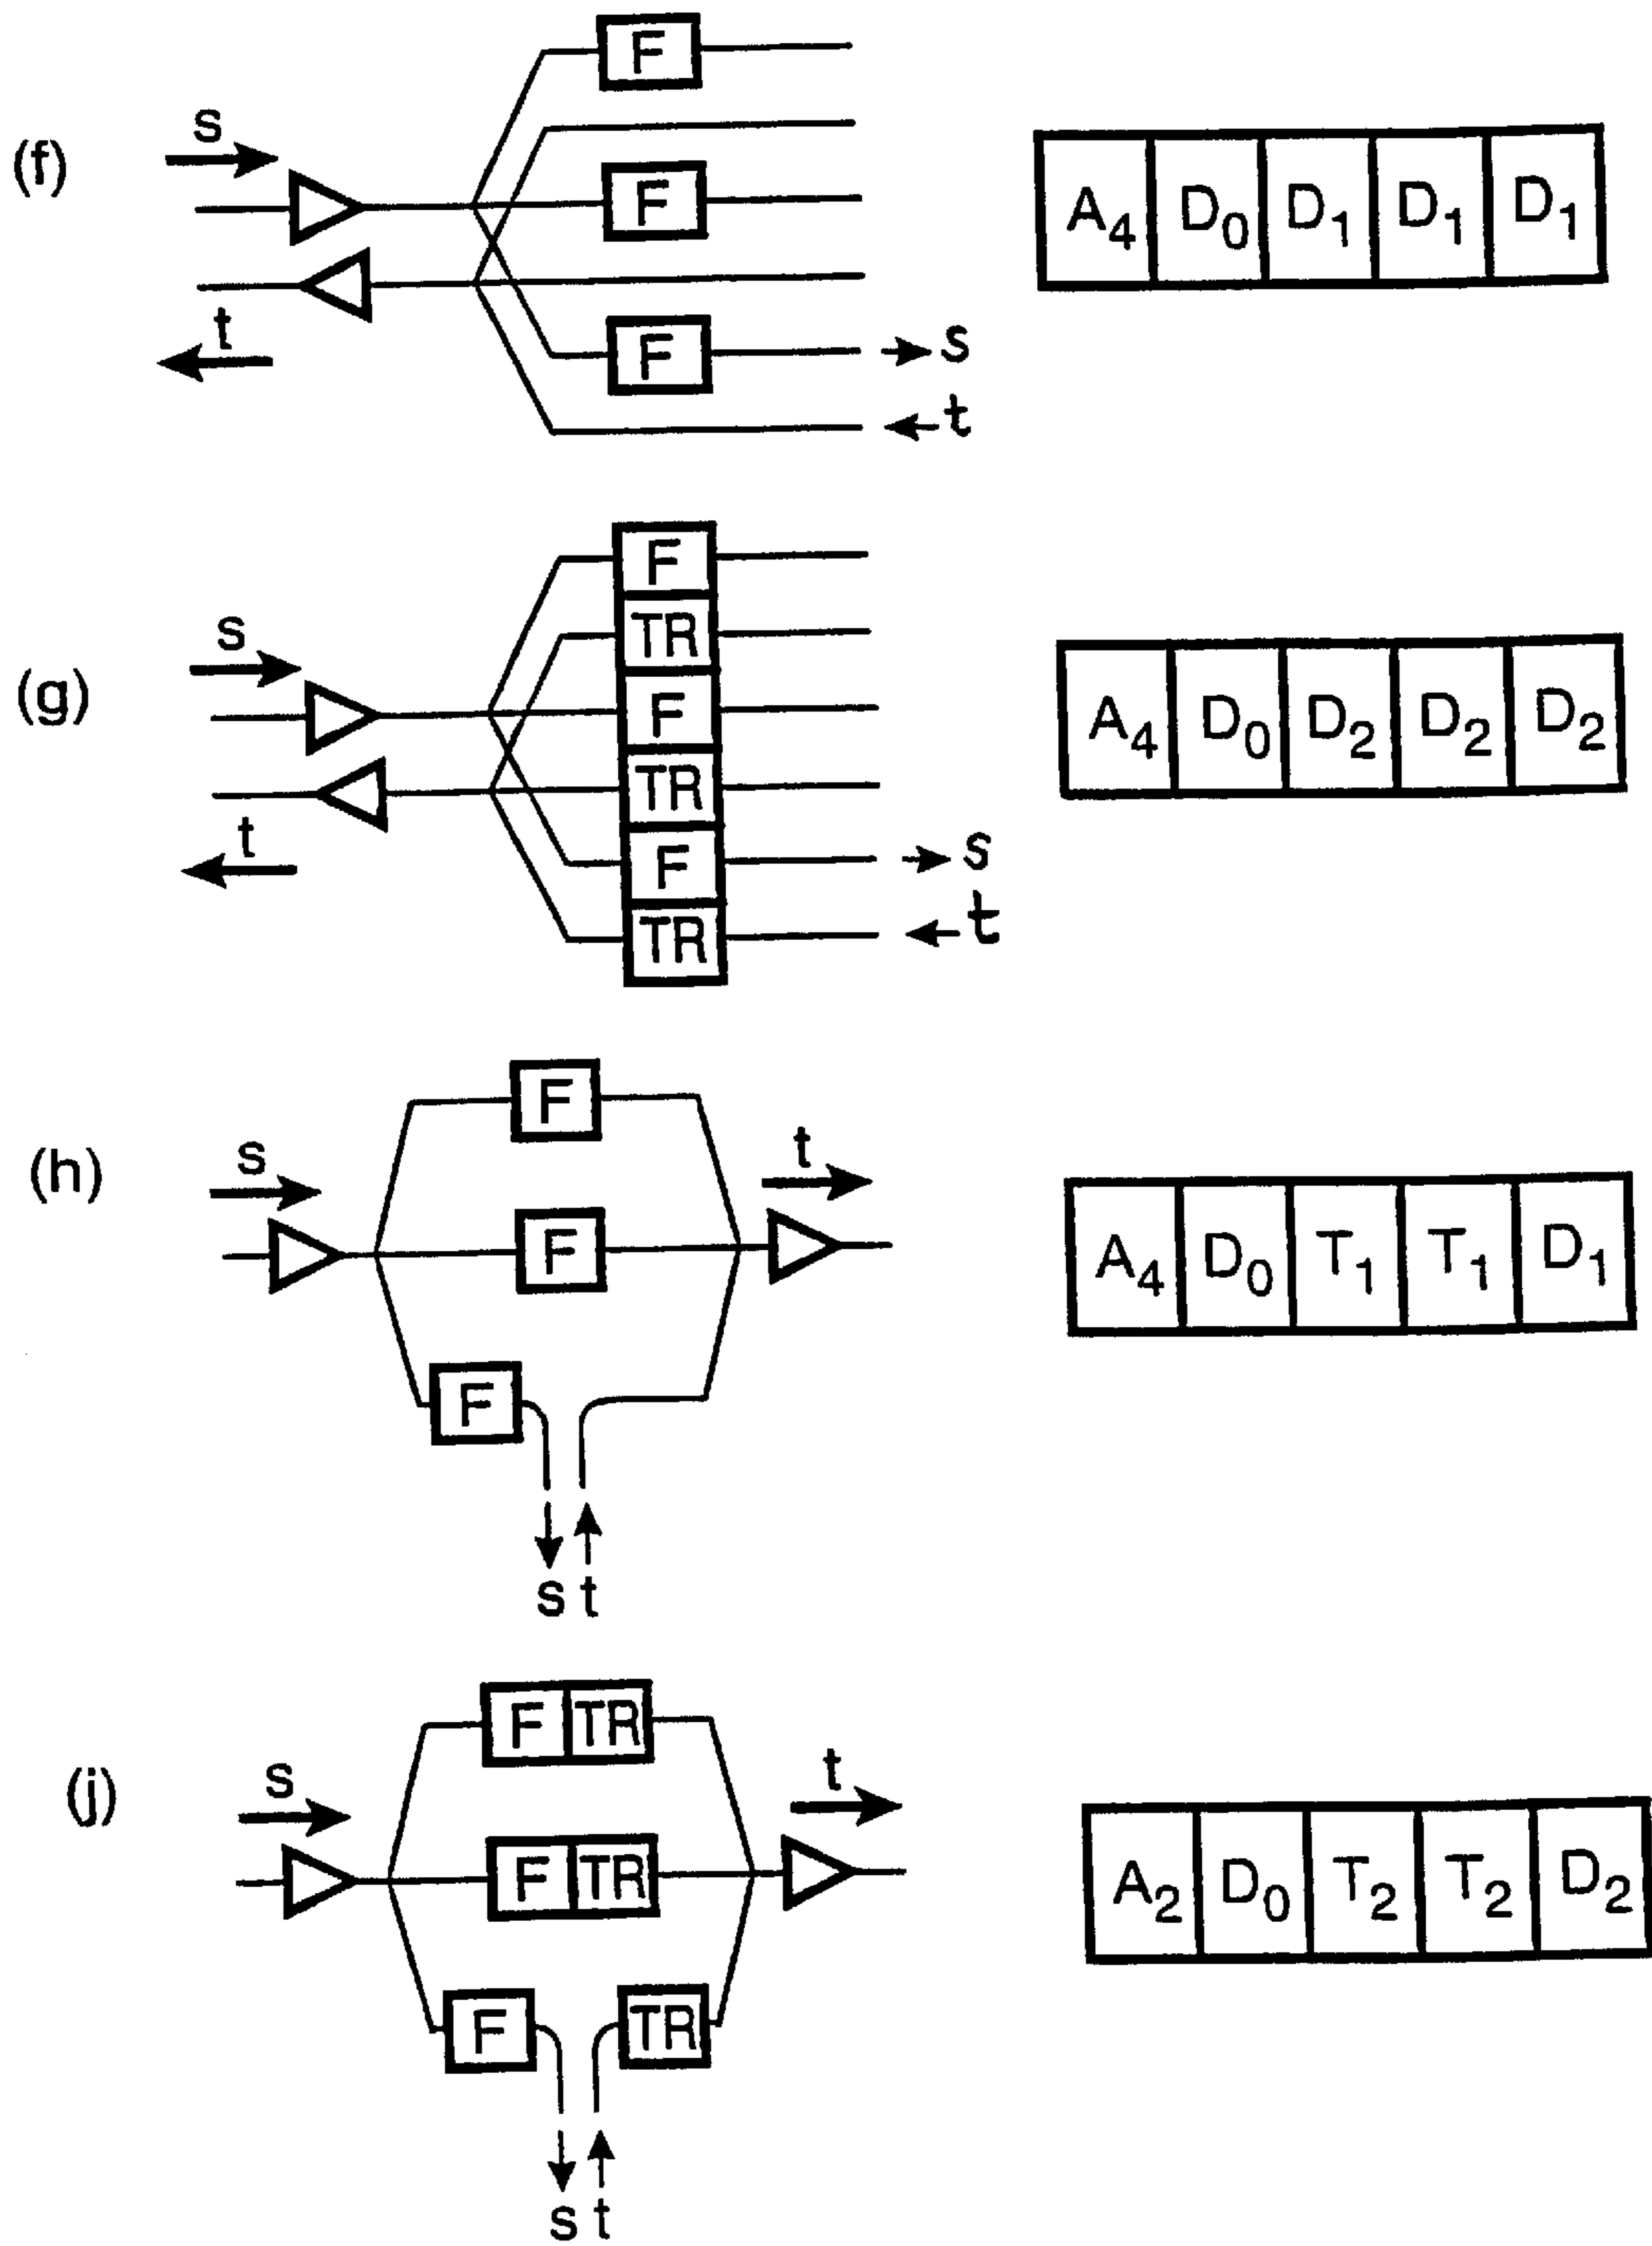 F
s
(f)
F
A4 D0 D1 D1 D1
t
F
s
t
F
TR
s
(g)
F
A4 D0 D2 D2 D2
TR
t
F
s
TR
t
F
(h)
s
t
F
A4 D0 T1 T1 D1
F
s t
F TR
(j)
s
t
F TR
A2 D0 T2 T2 D2
F
TR
s t